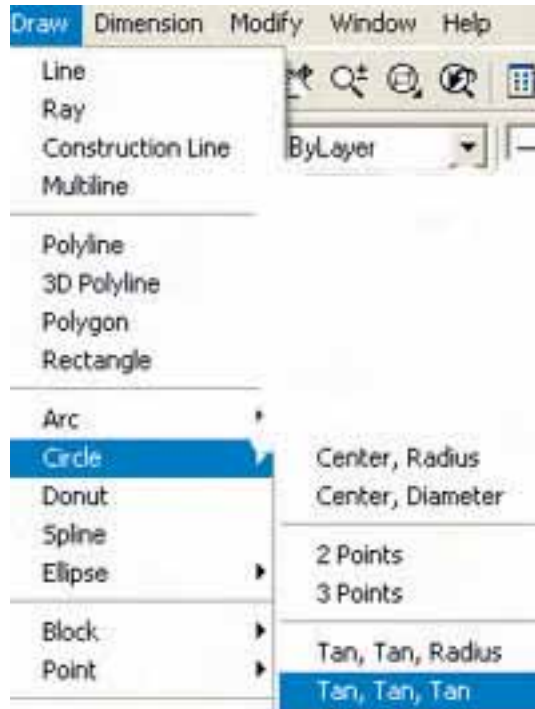 Draw Dimension Modify Window Help
Line
Ray
Construction Line
ByLayer
Multiline
Polyline
3D Polyline
Polygon
Rectangle
Arc
Circle
Donut
Spline
Ellipse
Block
Point
Center, Radius
Center, Diameter
2 Points
3 Points
Tan, Tan, Radius
Tan, Tan, Tan